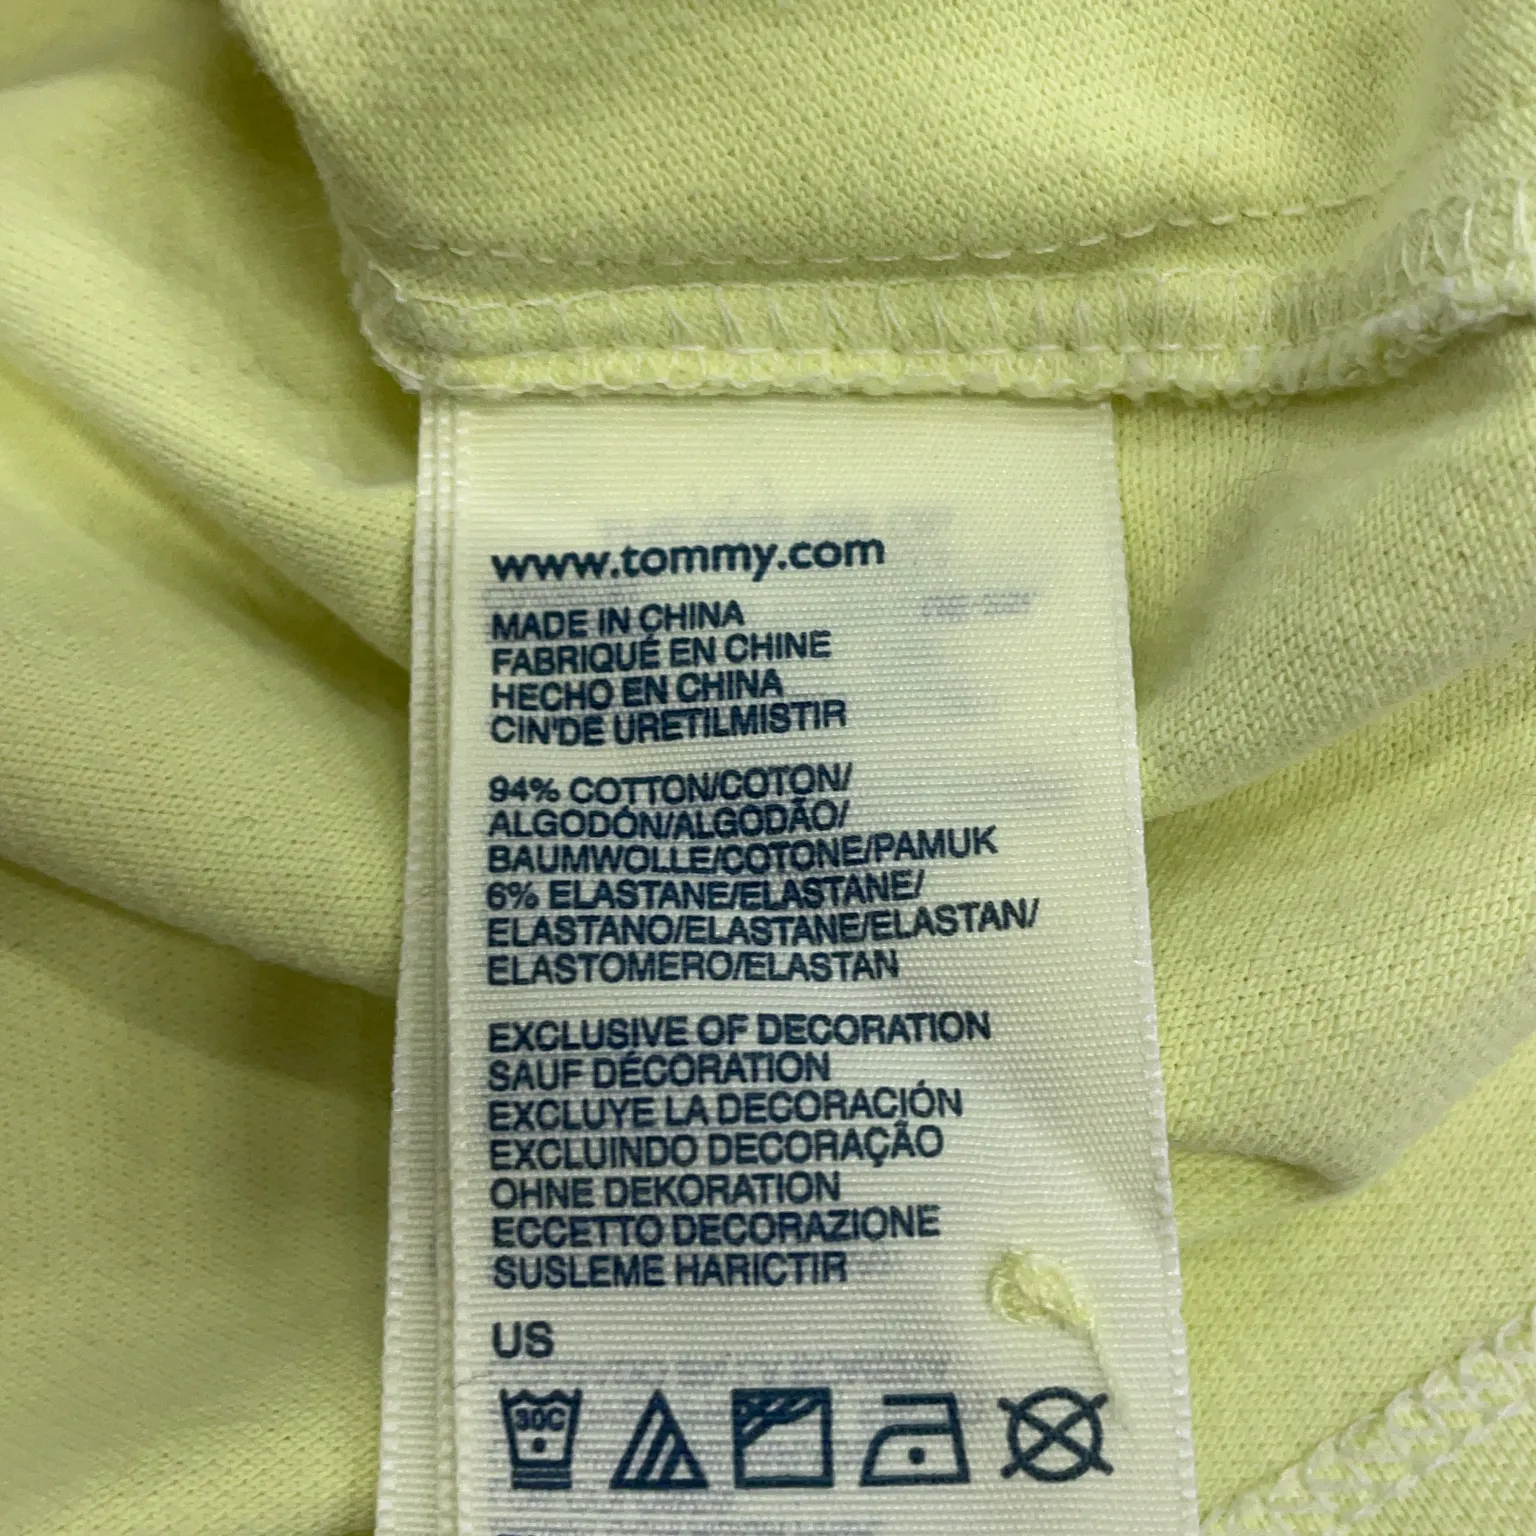 www.tommy.com
MADE IN CHINA
FABRIQUÉ EN CHINE
HECHO EN CHINA
CIN'DE URETILMISTIR
94% COTTON/COTON/
ALGODÓN/ALGODÃO/
BAUMWOLLE/COTONE/PAMUK
6% ELASTANE/ELASTANE/
ELASTANO/ELASTANE/ELASTAN/
ELASTOMERO/ELASTAN
EXCLUSIVE OF DECORATION
SAUF DÉCORATION
EXCLUYE LA DECORACIÓN
EXCLUINDO DECORAÇÃO
OHNE DEKORATION
ECCETTO DECORAZIONE
SUSLEME HARICTIR
US
30C